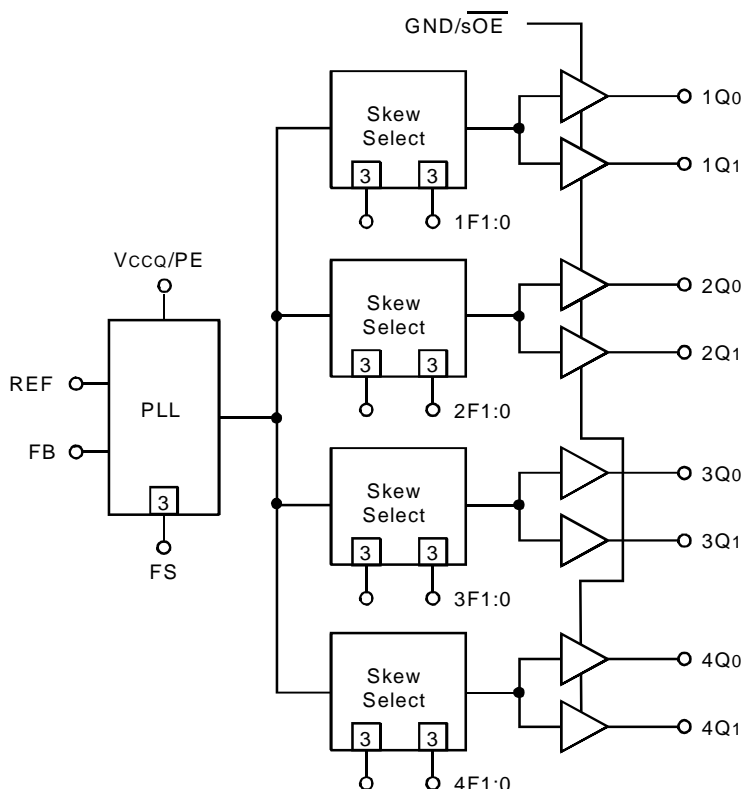 GND/sOE
Skew
Select
3 3
1F1:0
1Q0
1Q1
VCCQ/PE
Skew
Select
3 3
2F1:0
2Q0
2Q1
REF
FB
PLL
3
FS
Skew
Select
3 3
3F1:0
3Q0
3Q1
Skew
Select
3 3
4F1:0
4Q0
4Q1